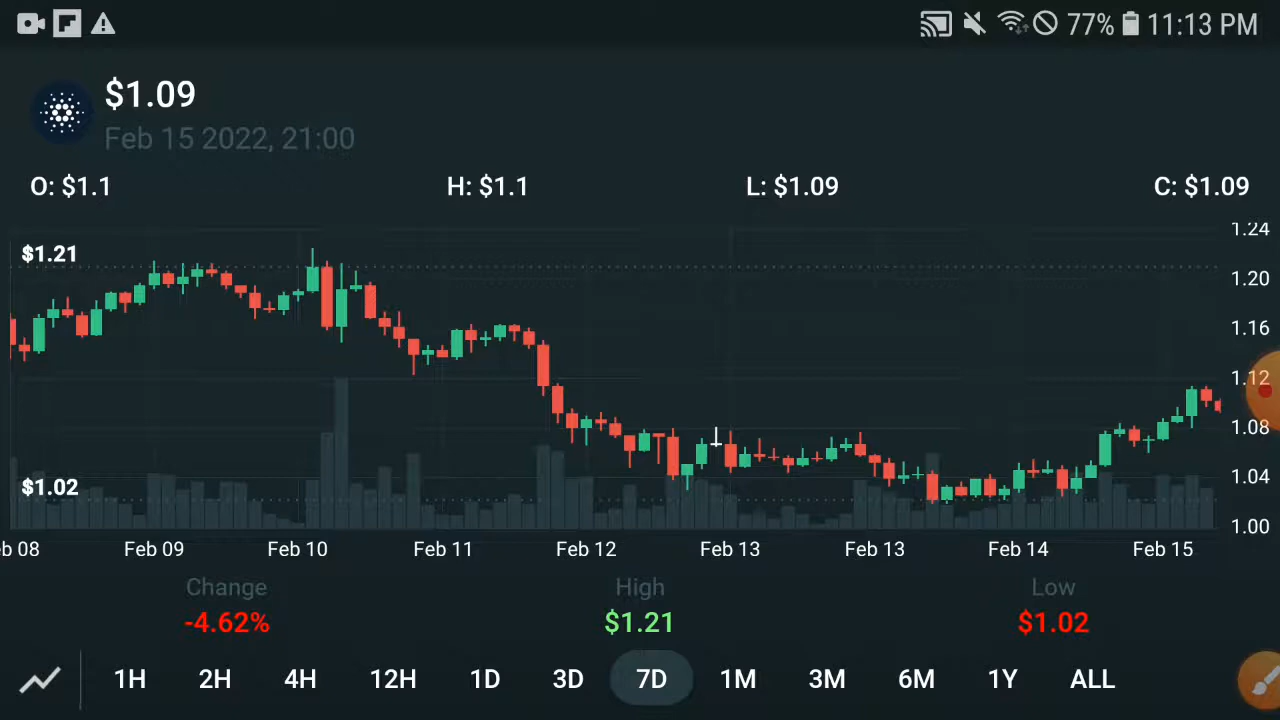 77% 11:13 PM
$1.09
Feb 15 2022, 21:00
O: $1.1 H: $1.1 L: $1.09 C: $1.09
1.24
$1.21
1.20
1.16
1.12
1.08
1.04
$1.02
1.00
b 08 Feb 09 Feb 10 Feb 11 Feb 12 Feb 13 Feb 13 Feb 14 Feb 15
Change High Low
-4.62% $1.21 $1.02
1H 2H 4H 12H 1D 3D 7D 1M 3M 6M 1Y ALL